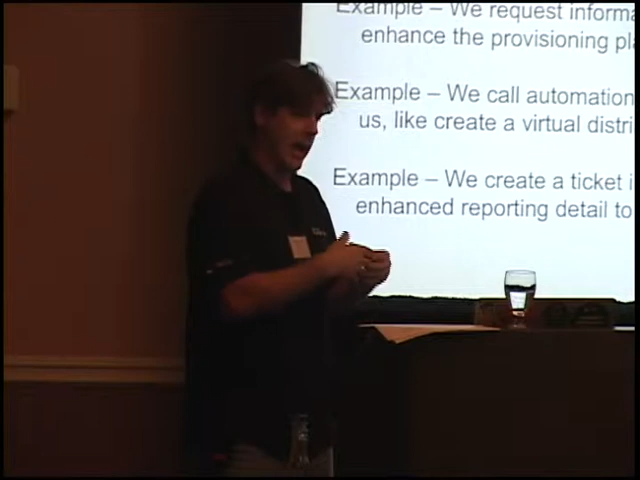 Example – We request informa
enhance the provisioning pl
Example – We call automation
us, like create a virtual distri
Example – We create a ticket i
enhanced reporting detail to